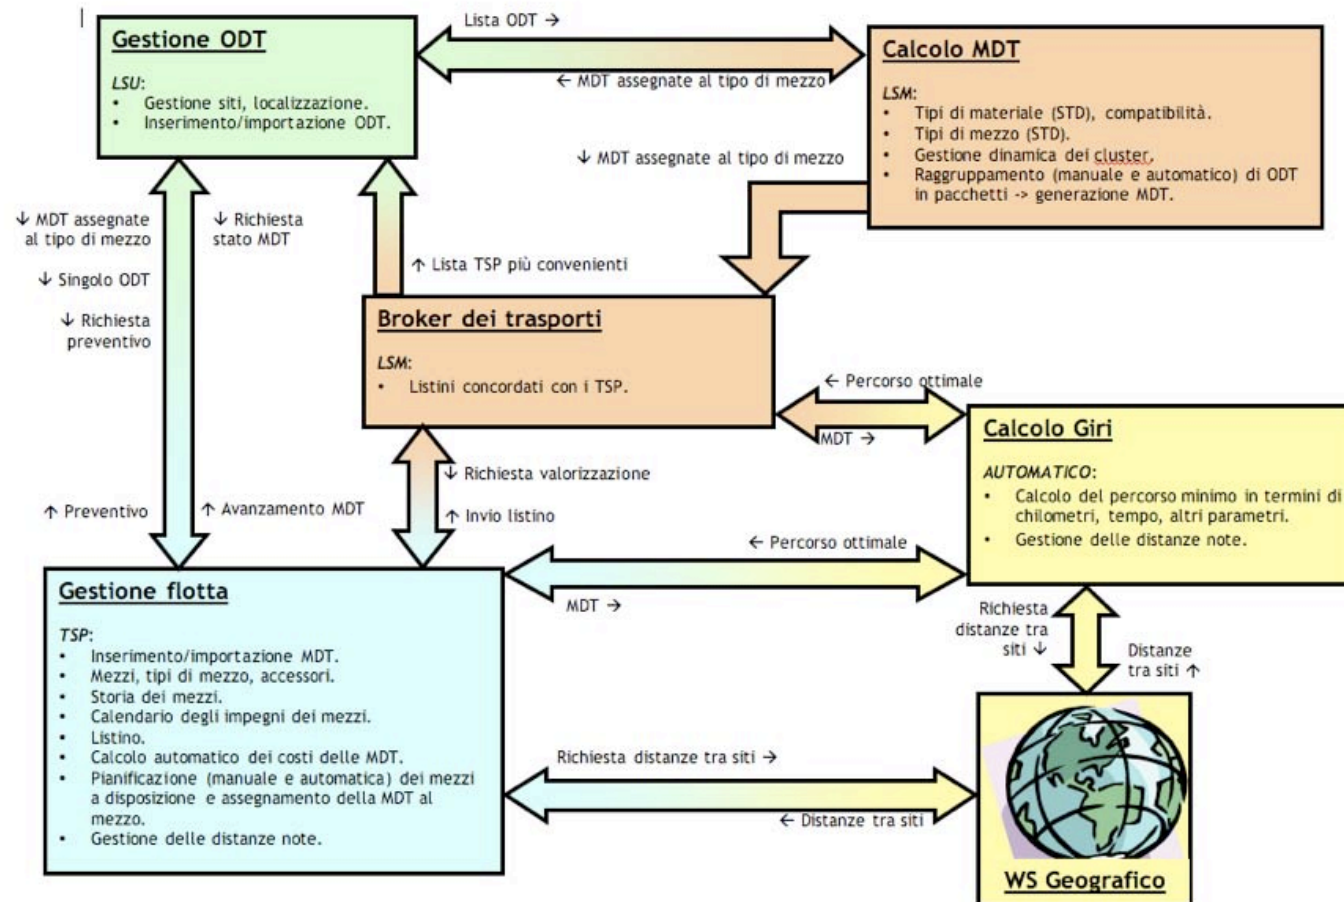 Lista ODT →
Gestione ODT
LSU:
• Gestione siti, localizzazione.
• Inserimento/importazione ODT.
← MDT assegnate al tipo di mezzo
Calcolo MDT
LSM:
• Tipi di materiale (STD), compatibilità.
• Tipi di mezzo (STD).
• Gestione dinamica dei cluster.
• Raggruppamento (manuale e automatico) di ODT
in pacchetti -> generazione MDT.
↓ MDT assegnate al tipo di mezzo
↓ MDT assegnate
al tipo di mezzo
↓ Richiesta
stato MDT
↓ Singolo ODT
↓ Richiesta
preventivo
↑ Lista TSP più convenienti
Broker dei trasporti
LSM:
• Listini concordati con i TSP.
← Percorso ottimale
MDT →
Calcolo Giri
AUTOMATICO:
• Calcolo del percorso minimo in termini di
chilometri, tempo, altri parametri.
• Gestione delle distanze note.
↓ Richiesta valorizzazione
↑ Invio listino
↑ Preventivo
↑ Avanzamento MDT
← Percorso ottimale
MDT →
Gestione flotta
TSP:
• Inserimento/importazione MDT.
• Mezzi, tipi di mezzo, accessori.
• Storia dei mezzi.
• Calendario degli impegni dei mezzi.
• Listino.
• Calcolo automatico dei costi delle MDT.
• Pianificazione (manuale e automatica) dei mezzi
a disposizione e assegnamento della MDT al
mezzo.
• Gestione delle distanze note.
Richiesta
distanze tra
siti ↓
Distanze
tra siti ↑
Richiesta distanze tra siti →
← Distanze tra siti
WS Geografico